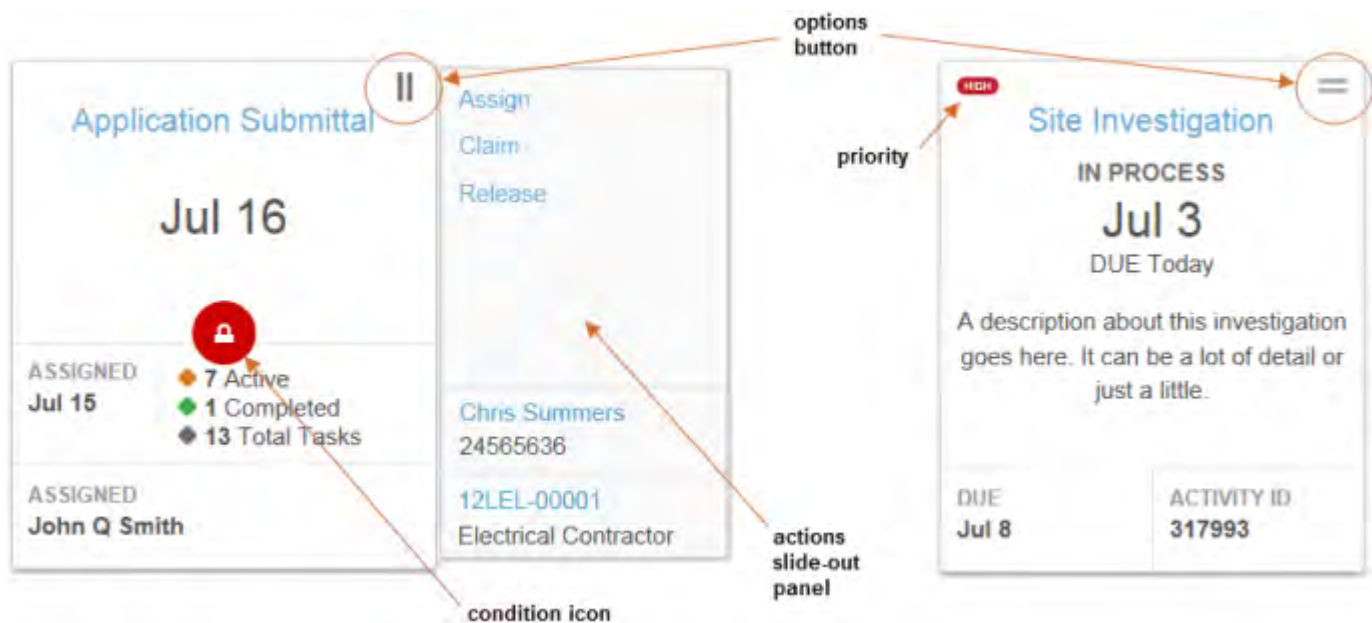 options
button
Application Submittal
Jul 16
ASSIGNED
Jul 15
7 Active
1 Completed
13 Total Tasks
ASSIGNED
John Q Smith
condition icon
Assign
Claim
Release
Chris Summers
24565636
12LEL-00001
Electrical Contractor
actions
slide-out
panel
priority
HIGH
Site Investigation
IN PROCESS
Jul 3
DUE Today
A description about this investigation
goes here. It can be a lot of detail or
just a little.
DUE
Jul 8
ACTIVITY ID
317993